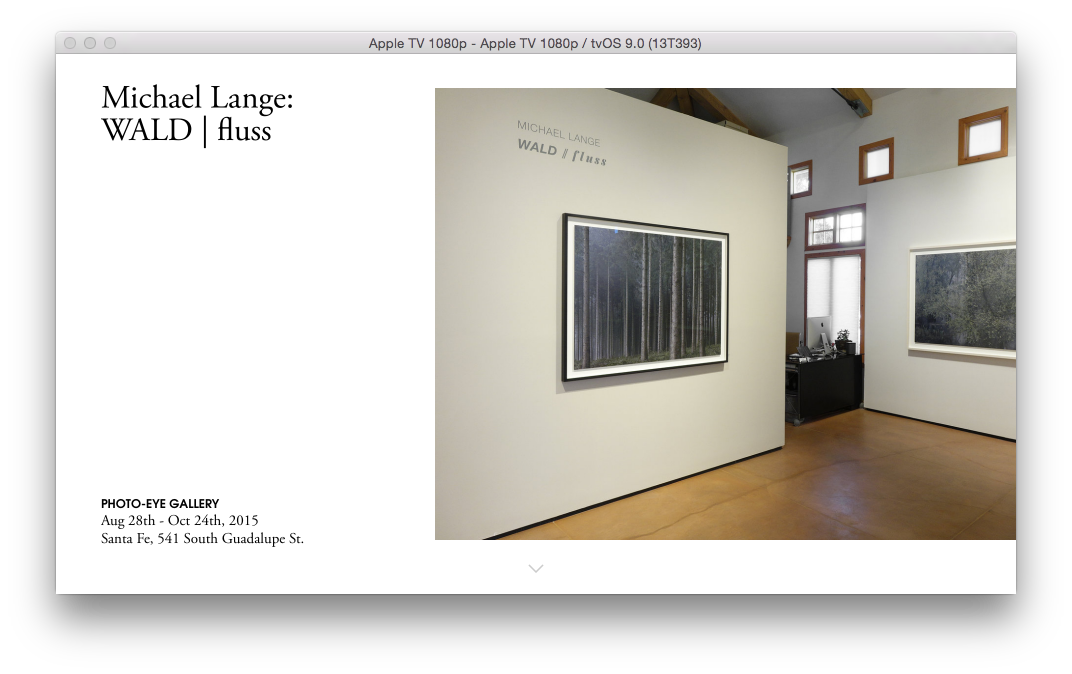 Apple TV 1080p - Apple TV 1080p / tvOS 9.0 (13T393)
Michael Lange:
WALD | fluss
MICHAEL LANGE
WALD // fluss
PHOTO-EYE GALLERY
Aug 28th - Oct 24th, 2015
Santa Fe, 541 South Guadalupe St.